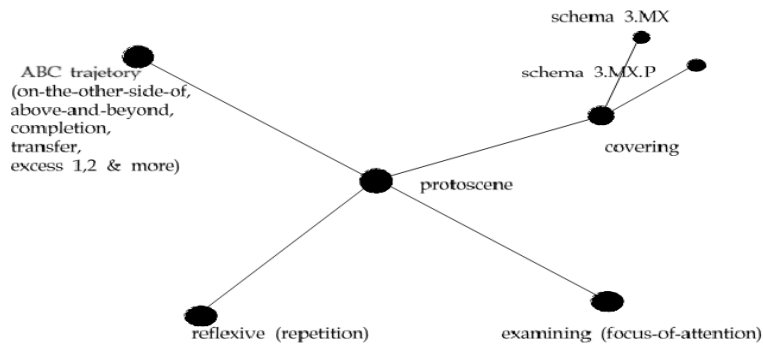 schema 3.MX
schema 3.MX.P
ABC trajetory
(on-the-other-side-of,
above-and-beyond,
completion,
transfer,
excess 1,2 & more)
covering
protoscene
reflexive (repetition)
examining (focus-of-attention)